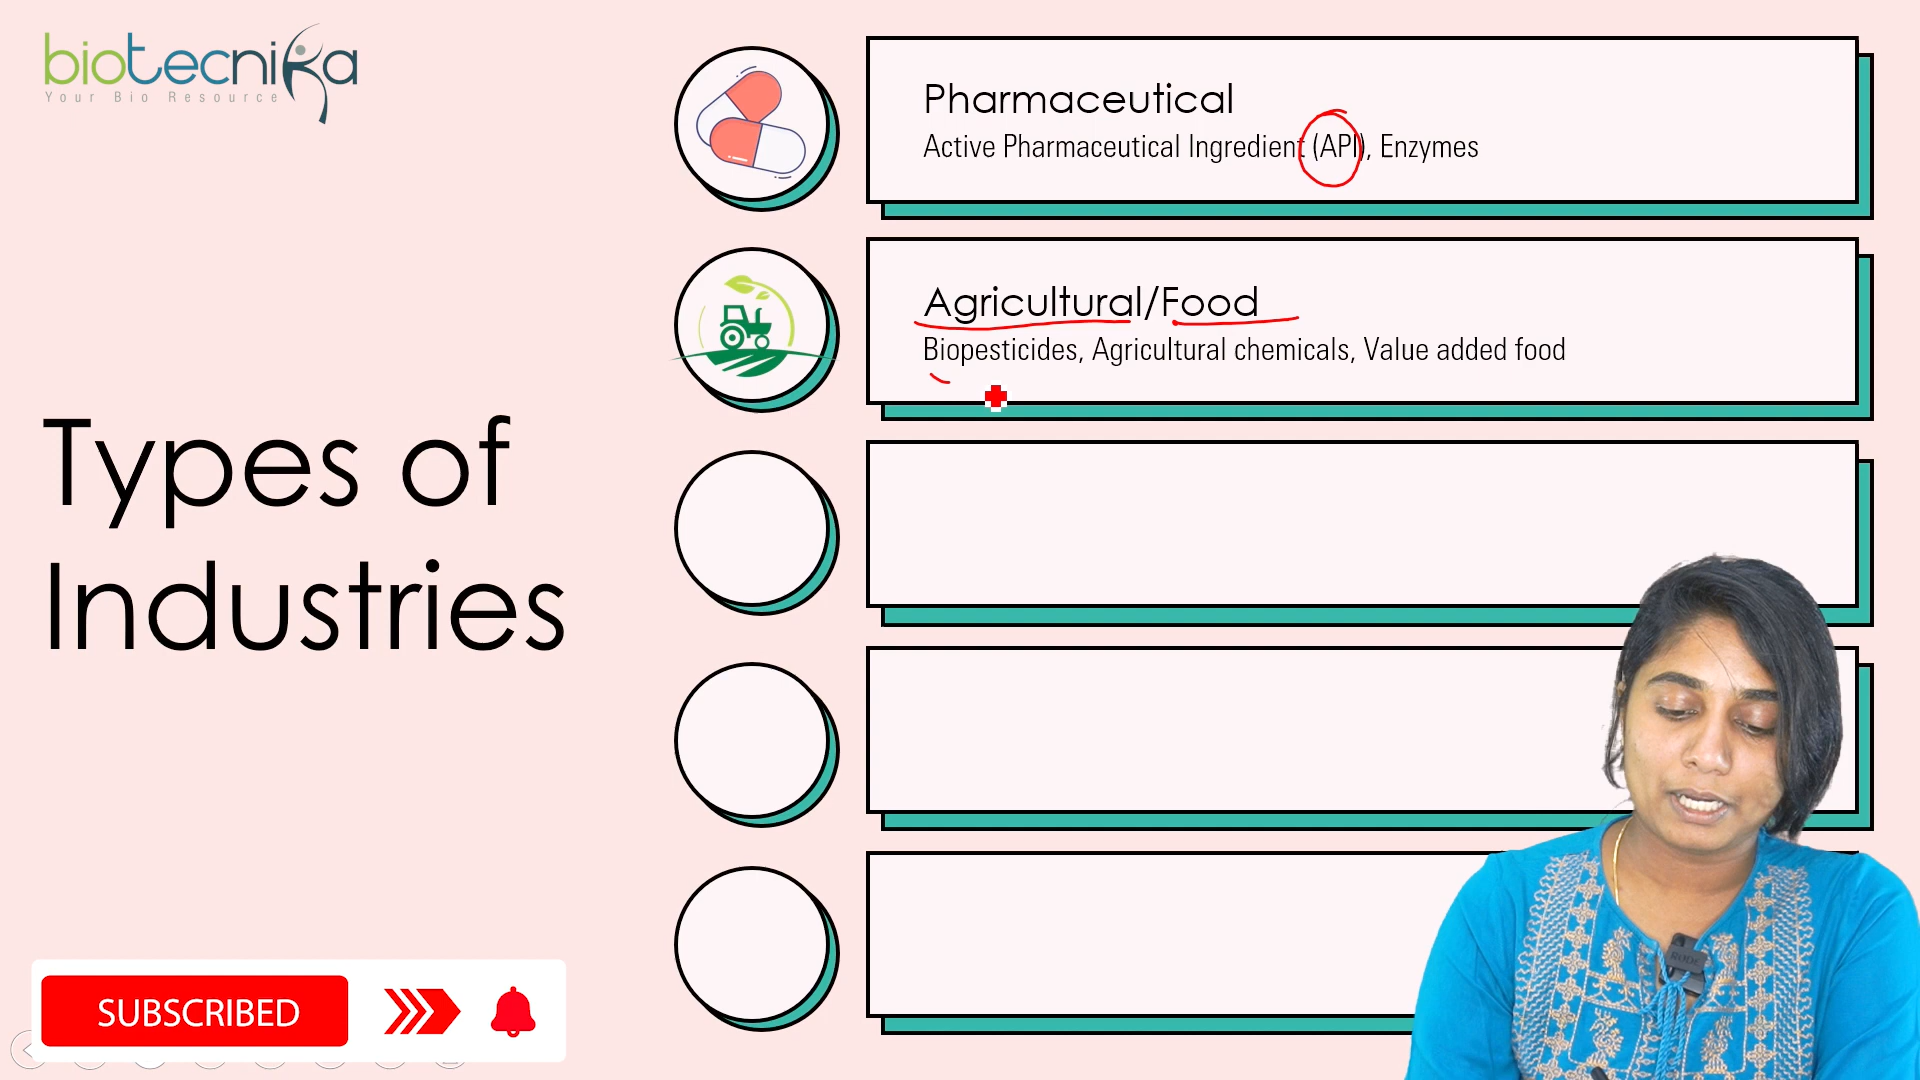 biotecnika
Your Bio Resource
Types of
Industries
Pharmaceutical
Active Pharmaceutical Ingredient (API), Enzymes
Agricultural/Food
Biopesticides, Agricultural chemicals, Value added food
SUBSCRIBED
RODE